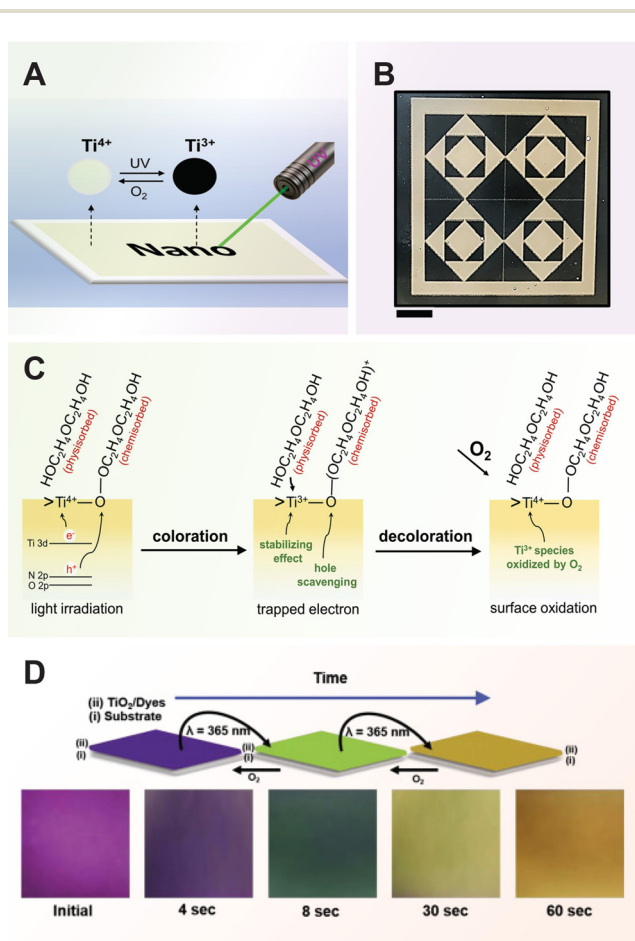 A
Ti⁴⁺
Ti³⁺
UV
O₂
Nano
UV
B
C
HOC₂H₄OC₂H₄OH
(physisorbed)
OC₂H₄OC₂H₄OH
(chemisorbed)
>Ti⁴⁺—O
e⁻
Ti 3d
h⁺
N 2p
O 2p
light irradiation
coloration
HOC₂H₄OC₂H₄OH
(physisorbed)
(OC₂H₄OC₂H₄OH)⁺
(chemisorbed)
>Ti³⁺—O
stabilizing
effect
hole
scavenging
trapped electron
decoloration
O₂
HOC₂H₄OC₂H₄OH
(physisorbed)
OC₂H₄OC₂H₄OH
(chemisorbed)
>Ti⁴⁺—O
Ti³⁺ species
oxidized by O₂
surface oxidation
D
Time
(ii) TiO₂/Dyes
(i) Substrate
λ = 365 nm
λ = 365 nm
(ii)
(i)
(ii)
(i)
(ii)
(i)
O₂
O₂
Initial
4 sec
8 sec
30 sec
60 sec